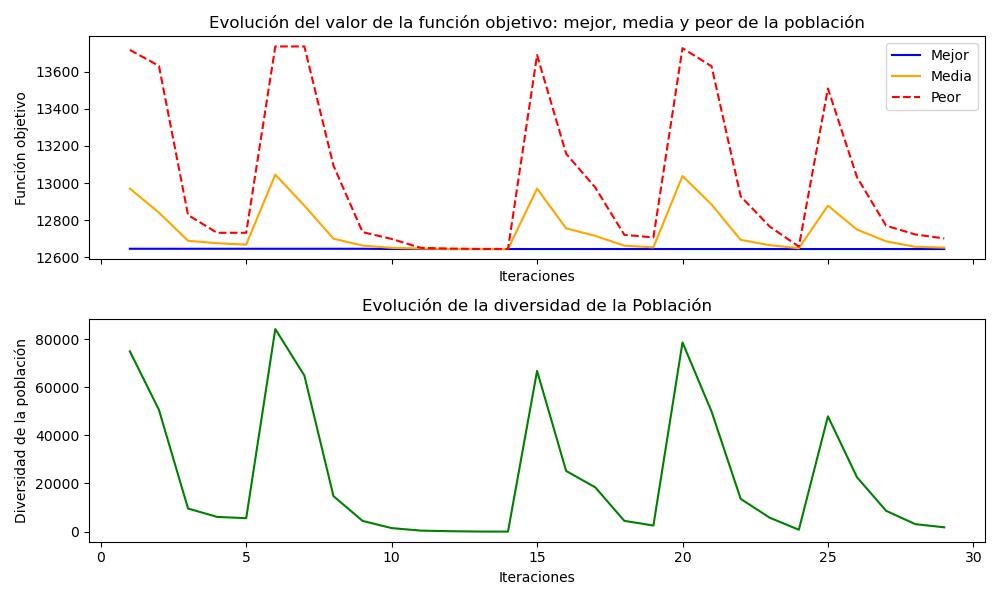 Evolución del valor de la función objetivo: mejor, media y peor de la población
Función objetivo
13600
13400
13200
13000
12800
12600
Mejor
Media
Peor
Iteraciones
Evolución de la diversidad de la Población
Diversidad de la población
80000
60000
40000
20000
0
0 5 10 15 20 25 30
Iteraciones